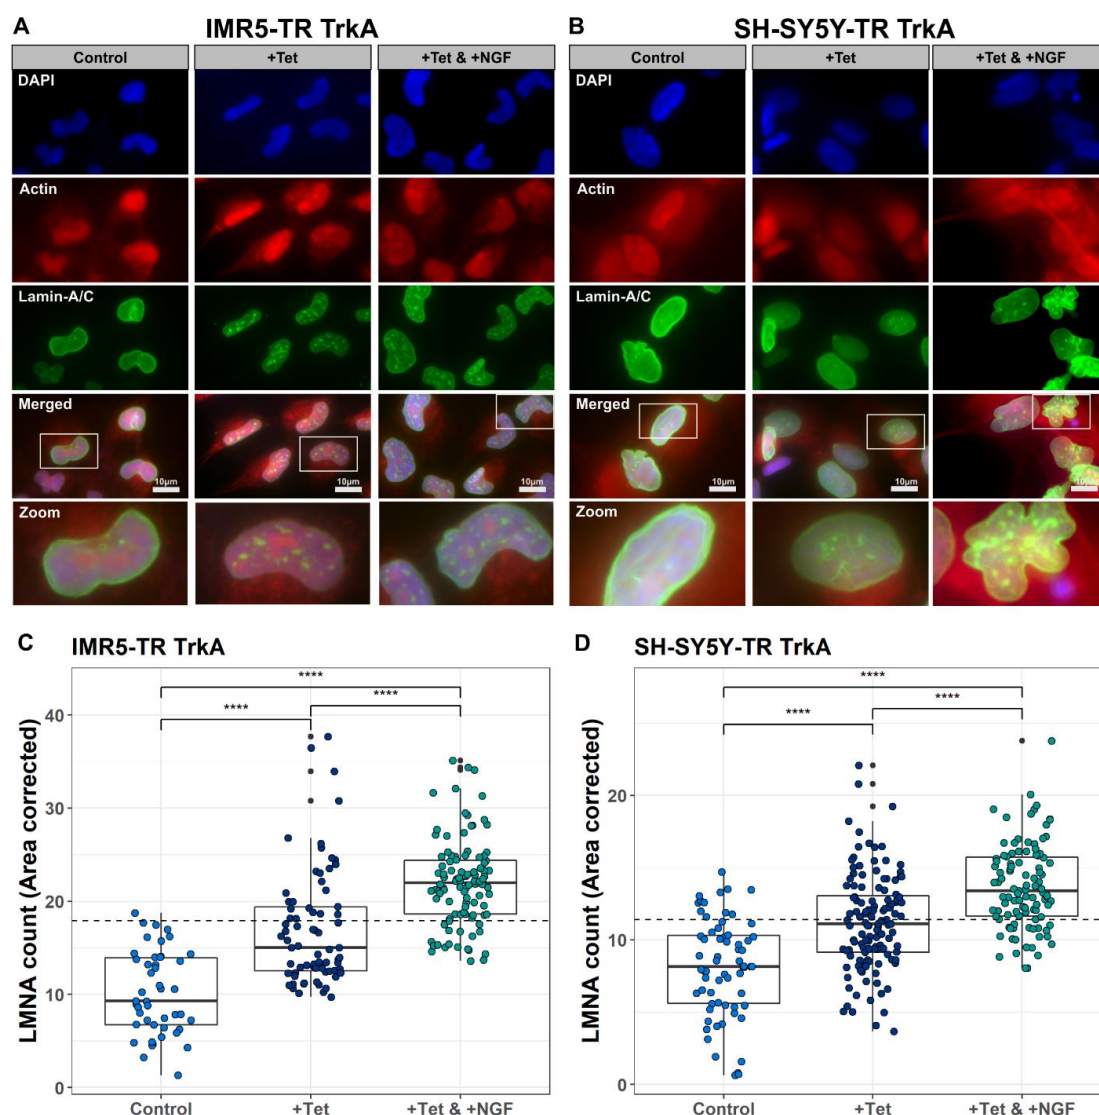 A IMR5-TR TrkA
Control +Tet +Tet & +NGF
DAPI
Actin
Lamin-A/C
Merged
10µm 10µm 10µm
Zoom
B SH-SY5Y-TR TrkA
Control +Tet +Tet & +NGF
DAPI
Actin
Lamin-A/C
Merged
10µm 10µm
Zoom
C IMR5-TR TrkA
LMNA count (Area corrected)
40
30
20
10
0
****
**** ****
Control +Tet +Tet & +NGF
D SH-SY5Y-TR TrkA
LMNA count (Area corrected)
20
10
0
****
**** ****
Control +Tet +Tet & +NGF